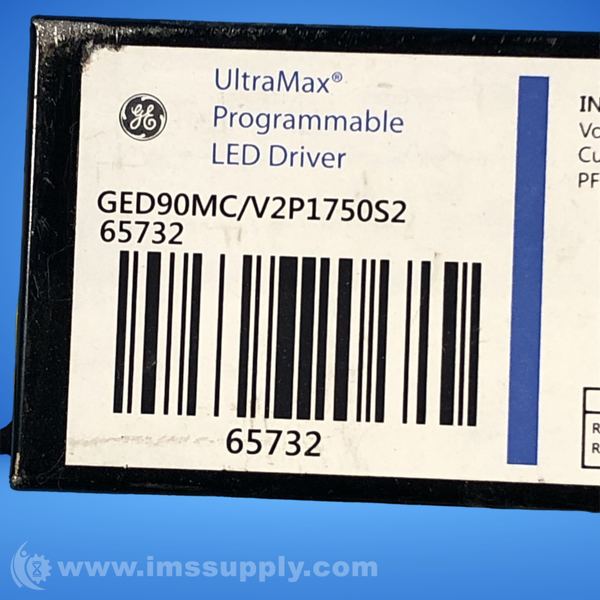 GE
UltraMax®
Programmable
LED Driver
GED90MC/V2P1750S2
65732
65732
IN
Vo
Cu
PF
R
R
www.imssupply.com